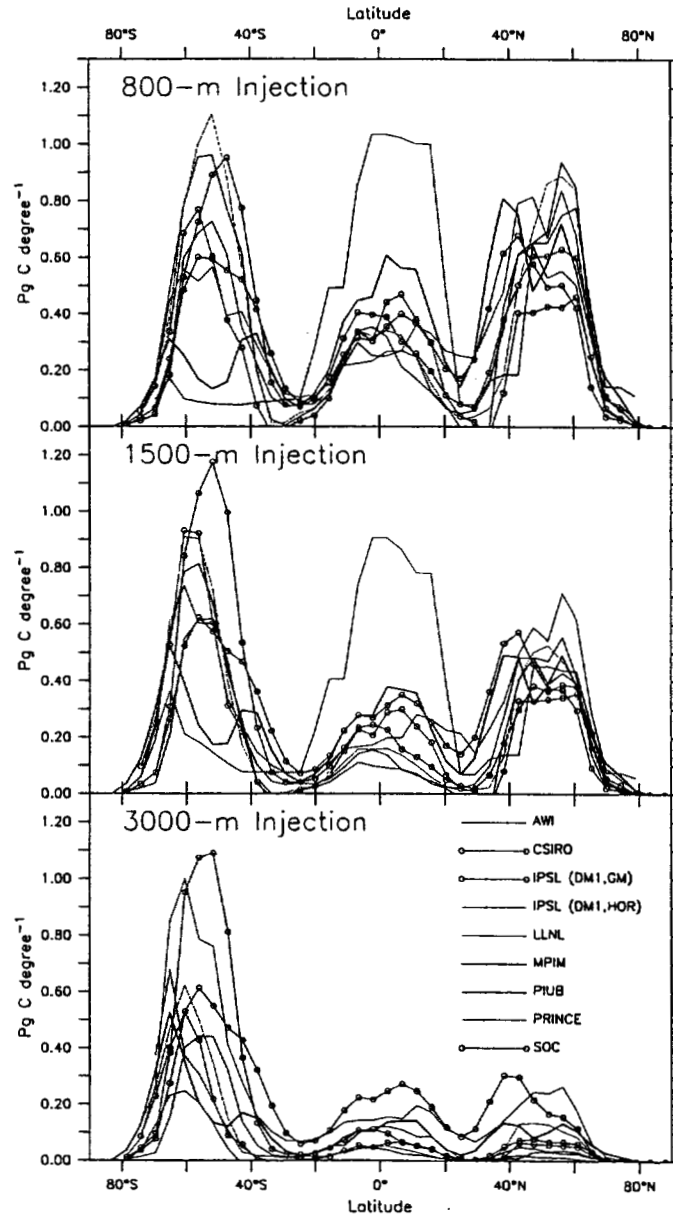 Latitude
80°S 40°S 0° 40°N 80°N
800-m Injection
1.20
1.00
0.80
0.60
0.40
0.20
0.00
Pg C degree⁻¹
1500-m Injection
1.20
1.00
0.80
0.60
0.40
0.20
0.00
Pg C degree⁻¹
3000-m Injection
1.20
1.00
0.80
0.60
0.40
0.20
0.00
Pg C degree⁻¹
AWI
CSIRO
IPSL (DM1,GM)
IPSL (DM1,HOR)
LLNL
MPIM
PIUB
PRINCE
SOC
80°S 40°S 0° 40°N 80°N
Latitude